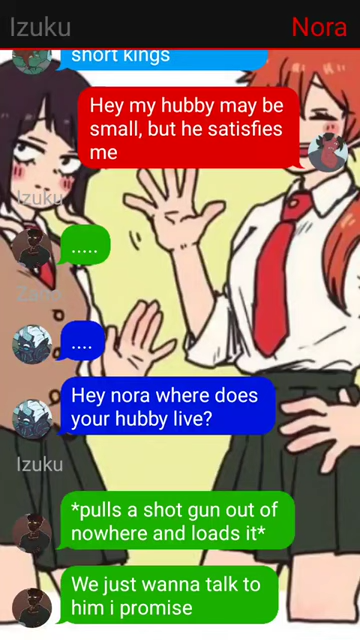 Izuku
Nora
short kings
Hey my hubby may be
small, but he satisfies
me
Izuku
.....
Zane
....
Hey nora where does
your hubby live?
Izuku
*pulls a shot gun out of
nowhere and loads it*
We just wanna talk to
him i promise